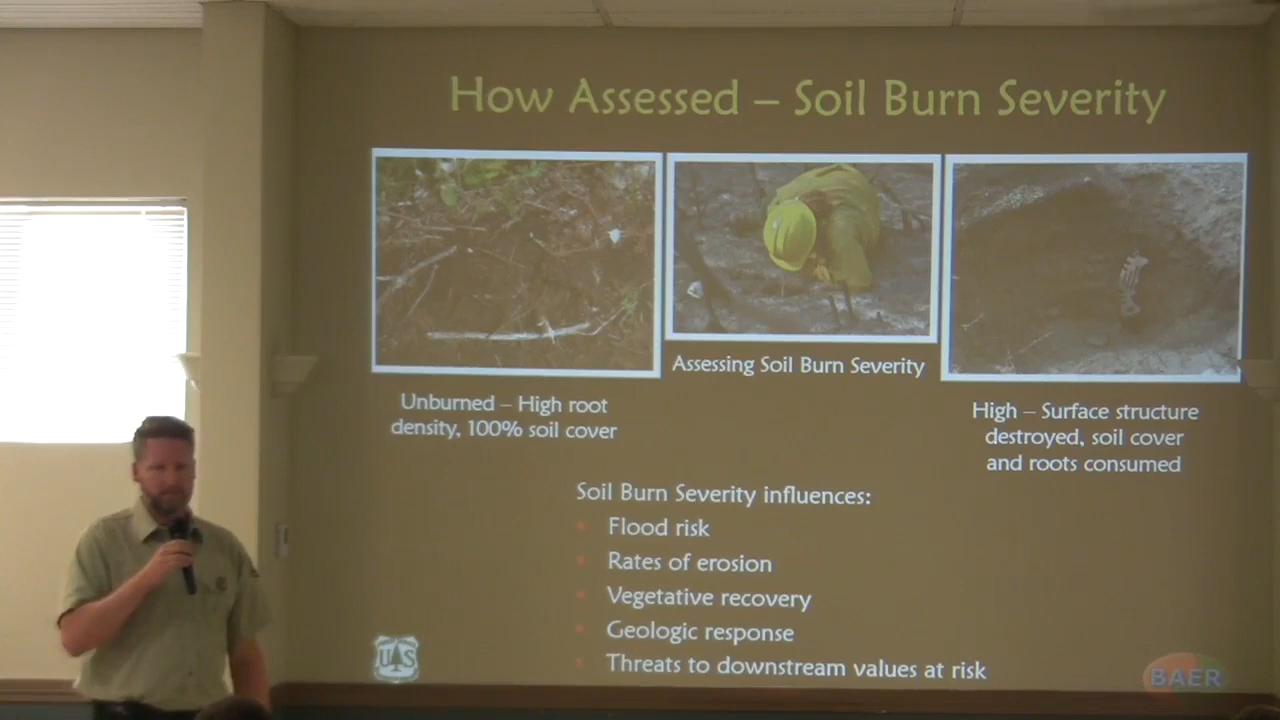 How Assessed – Soil Burn Severity
Assessing Soil Burn Severity
Unburned – High root
density, 100% soil cover
High – Surface structure
destroyed, soil cover
and roots consumed
Soil Burn Severity influences:
Flood risk
Rates of erosion
Vegetative recovery
Geologic response
Threats to downstream values at risk
US
BAER